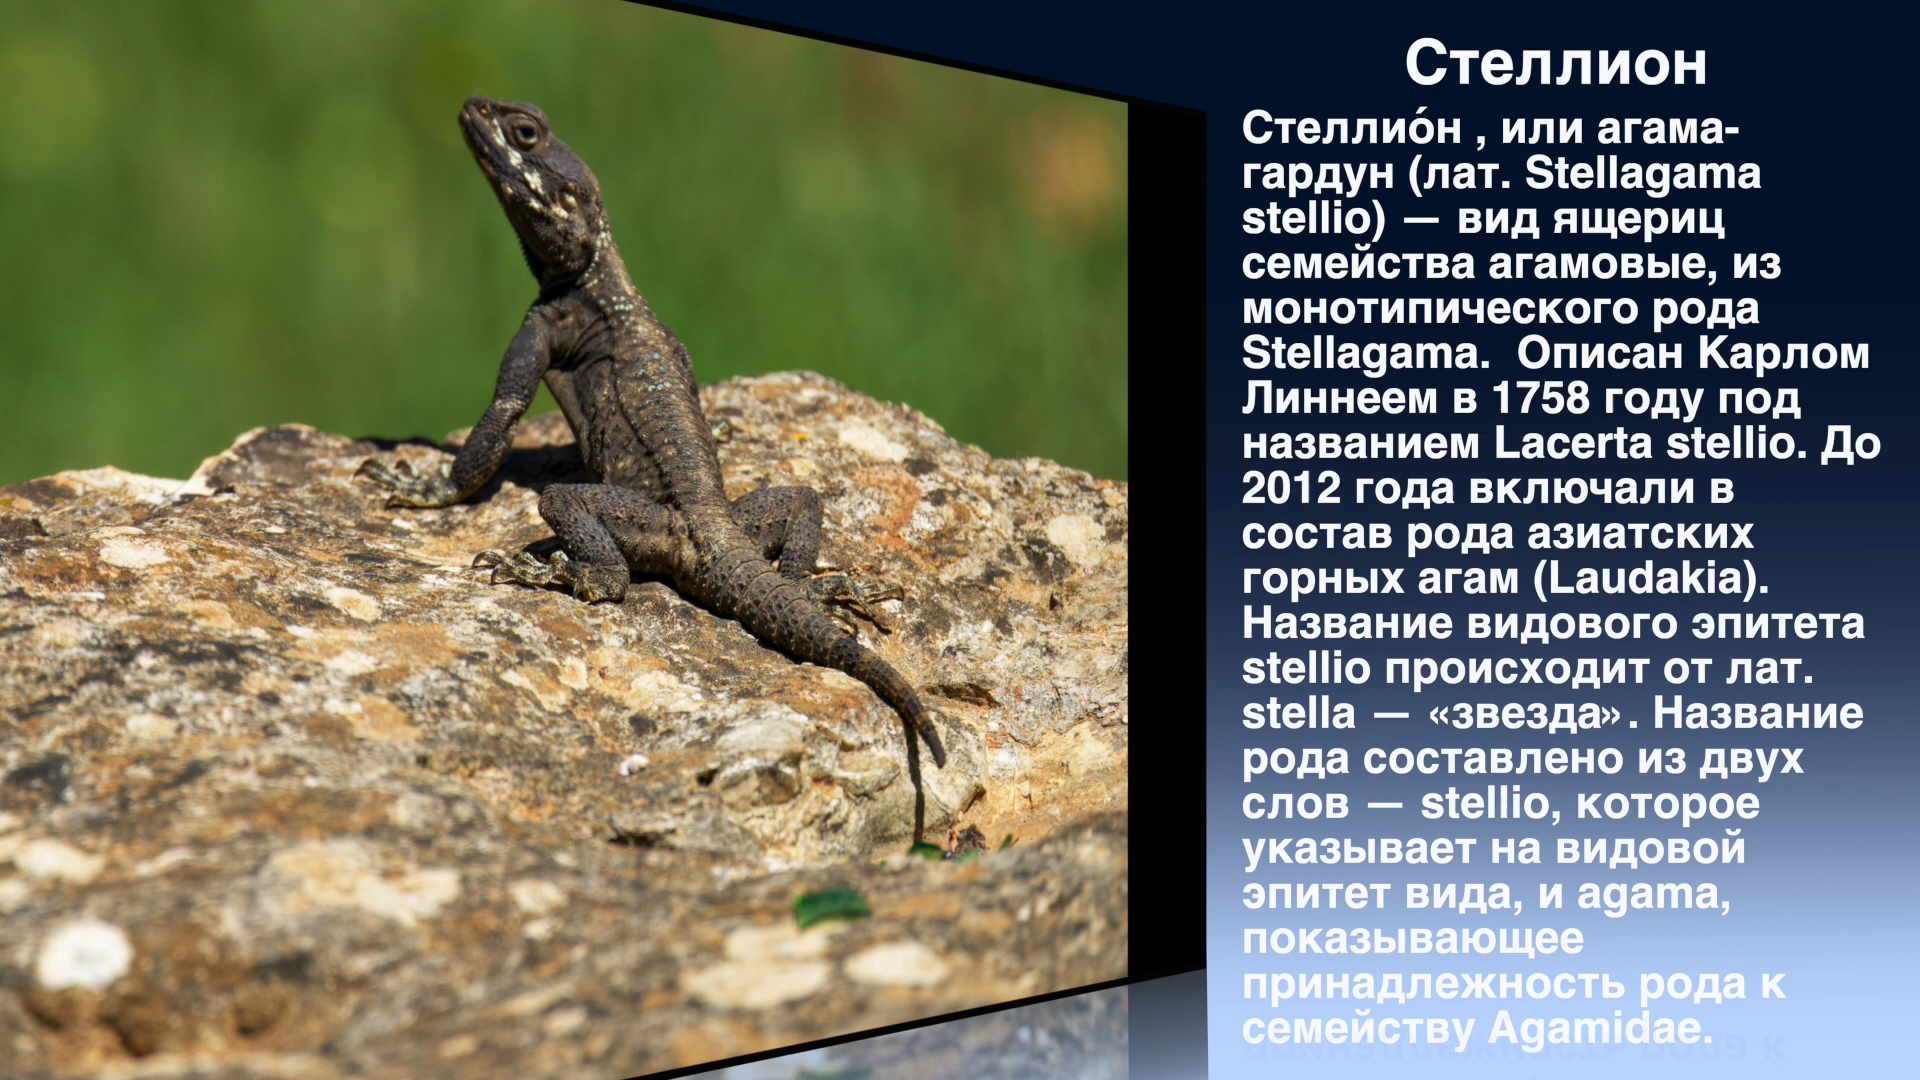 Стеллион
Стеллио́н , или агама-
гардун (лат. Stellagama
stellio) — вид ящериц
семейства агамовые, из
монотипического рода
Stellagama.  Описан Карлом
Линнеем в 1758 году под
названием Lacerta stellio. До
2012 года включали в
состав рода азиатских
горных агам (Laudakia).
Название видового эпитета
stellio происходит от лат.
stella — «звезда» . Название
рода составлено из двух
слов — stellio, которое
указывает на видовой
эпитет вида, и agama,
показывающее
принадлежность рода к
семейству Agamidae.